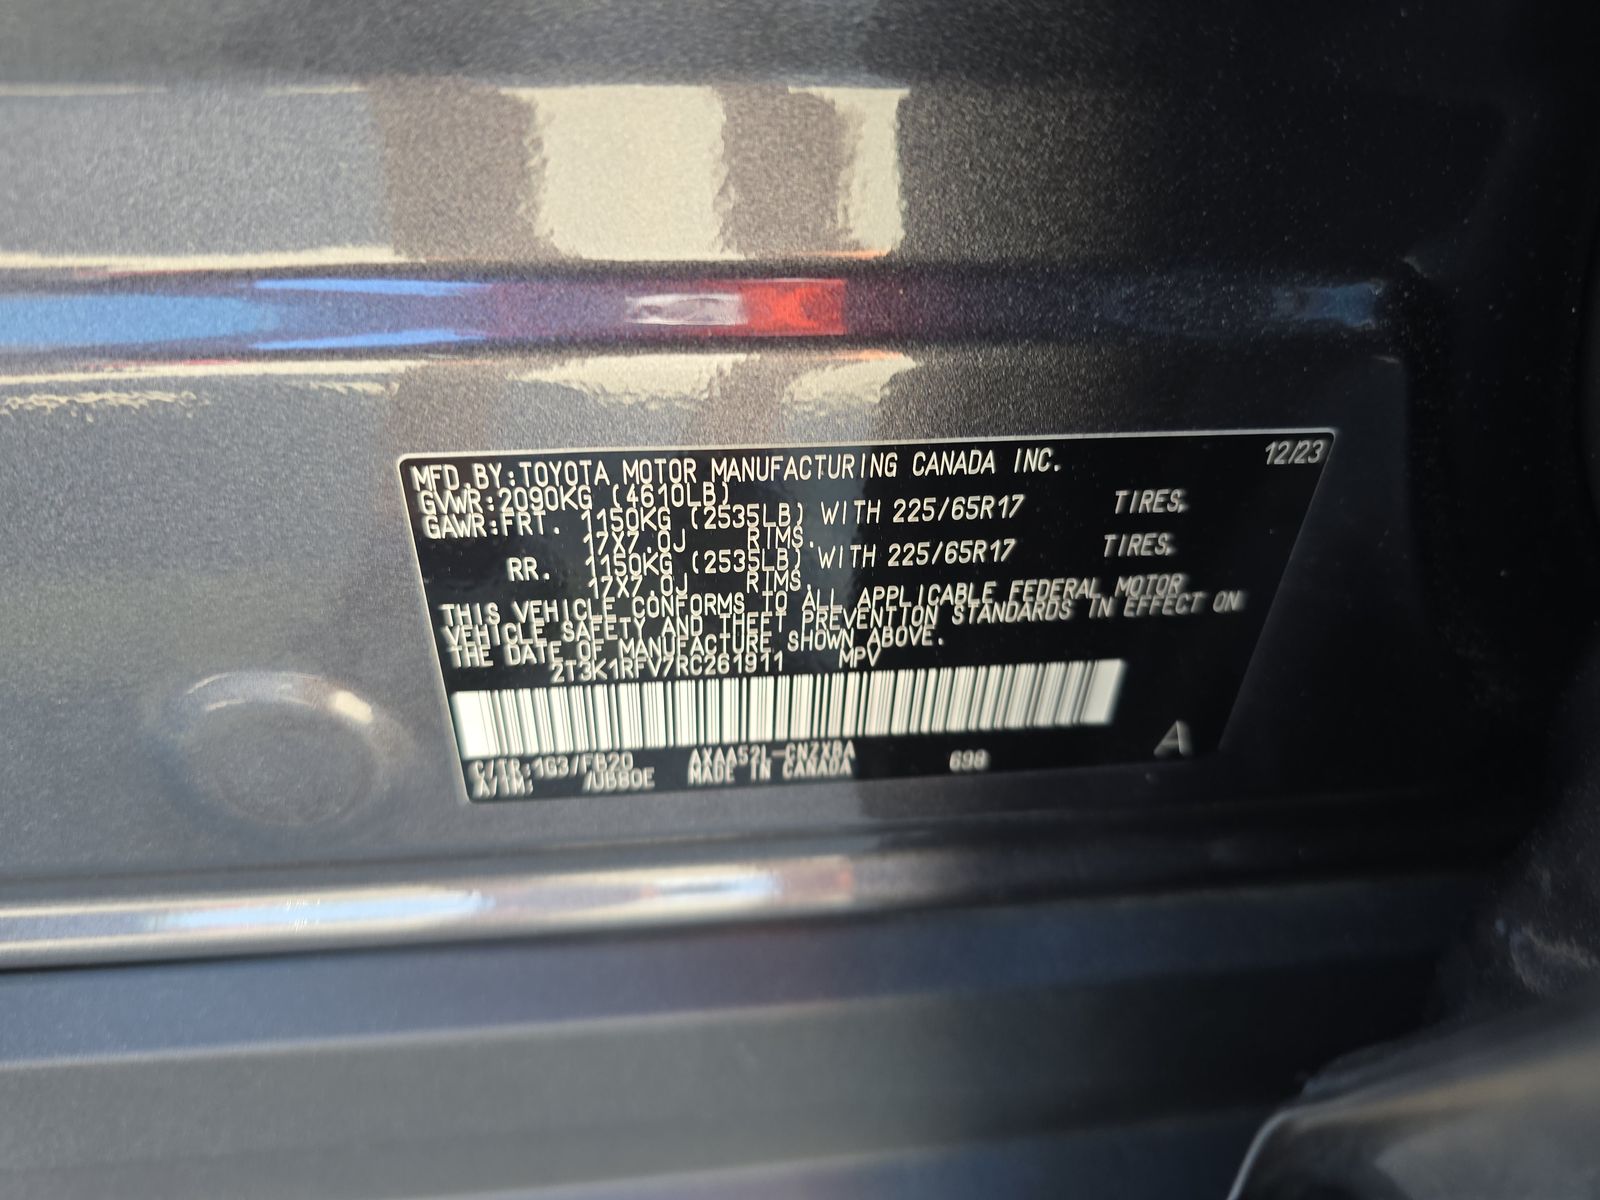 12/23
MFD.BY:TOYOTA MOTOR MANUFACTURING CANADA INC.
GVWR:2090KG (4610LB)
GAWR:FRT. 1150KG (2535LB) WITH 225/65R17 TIRES,
17X7.0J RIMS.
RR. 1150KG (2535LB) WITH 225/65R17 TIRES,
17X7.0J RIMS.
THIS VEHICLE CONFORMS TO ALL APPLICABLE FEDERAL MOTOR
VEHICLE SAFETY AND THEFT PREVENTION STANDARDS IN EFFECT ON
THE DATE OF MANUFACTURE SHOWN ABOVE.
2T3K1RFV7RC261911 MPV
A
C/TR:1G3/FB20 AXAA52L-CNZXBA 698
A/TM: /UB80E MADE IN CANADA